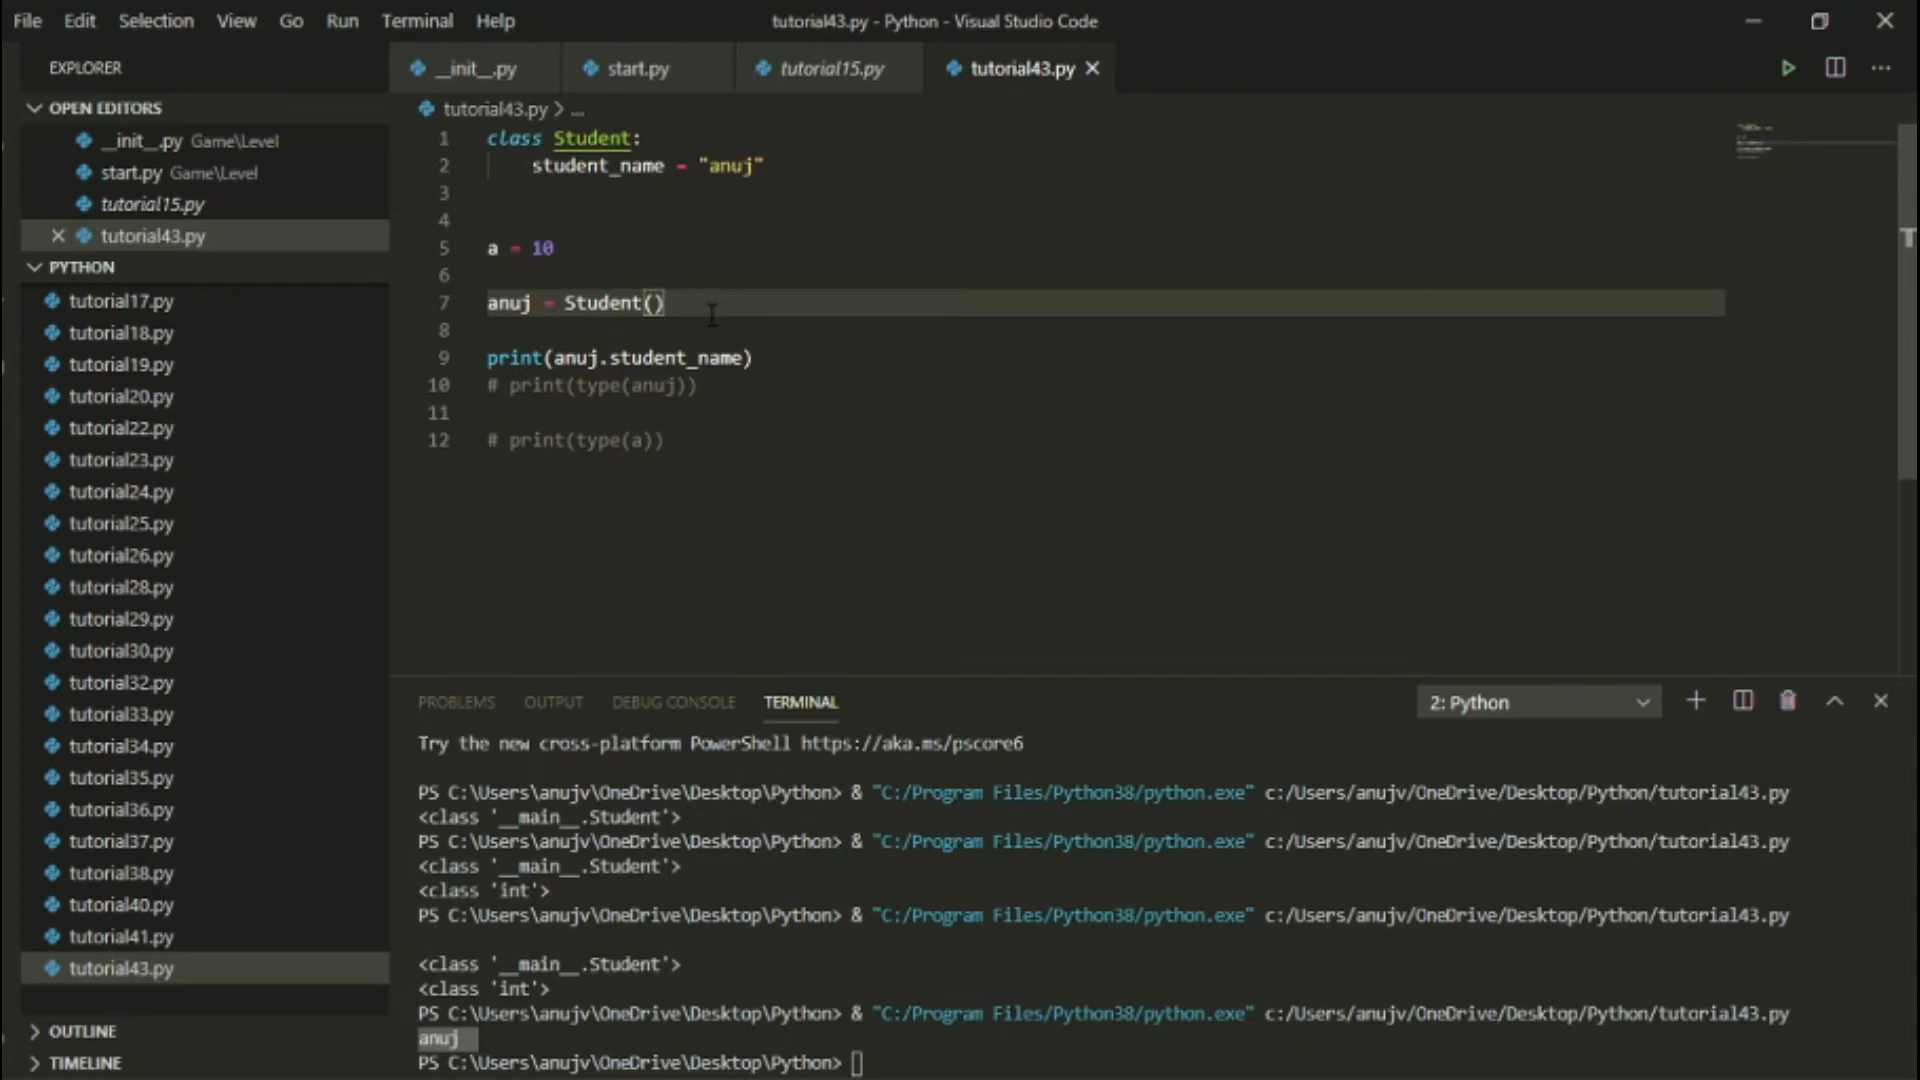 File Edit Selection View Go Run Terminal Help
tutorial43.py - Python - Visual Studio Code
EXPLORER
__init__.py start.py tutorial15.py tutorial43.py
OPEN EDITORS
__init__.py Game\Level
start.py Game\Level
tutorial15.py
tutorial43.py
PYTHON
tutorial17.py
tutorial18.py
tutorial19.py
tutorial20.py
tutorial22.py
tutorial23.py
tutorial24.py
tutorial25.py
tutorial26.py
tutorial28.py
tutorial29.py
tutorial30.py
tutorial32.py
tutorial33.py
tutorial34.py
tutorial35.py
tutorial36.py
tutorial37.py
tutorial38.py
tutorial40.py
tutorial41.py
tutorial43.py
OUTLINE
TIMELINE
tutorial43.py > ...
1 class Student:
2 student_name = "anuj"
3
4
5 a = 10
6
7 anuj = Student()
8
9 print(anuj.student_name)
10 # print(type(anuj))
11
12 # print(type(a))
PROBLEMS OUTPUT DEBUG CONSOLE TERMINAL
2: Python
Try the new cross-platform PowerShell https://aka.ms/pscore6
PS C:\Users\anujv\OneDrive\Desktop\Python> & "C:/Program Files/Python38/python.exe" c:/Users/anujv/OneDrive/Desktop/Python/tutorial43.py
<class '__main__.Student'>
PS C:\Users\anujv\OneDrive\Desktop\Python> & "C:/Program Files/Python38/python.exe" c:/Users/anujv/OneDrive/Desktop/Python/tutorial43.py
<class '__main__.Student'>
<class 'int'>
PS C:\Users\anujv\OneDrive\Desktop\Python> & "C:/Program Files/Python38/python.exe" c:/Users/anujv/OneDrive/Desktop/Python/tutorial43.py
<class '__main__.Student'>
<class 'int'>
PS C:\Users\anujv\OneDrive\Desktop\Python> & "C:/Program Files/Python38/python.exe" c:/Users/anujv/OneDrive/Desktop/Python/tutorial43.py
anuj
PS C:\Users\anujv\OneDrive\Desktop\Python>